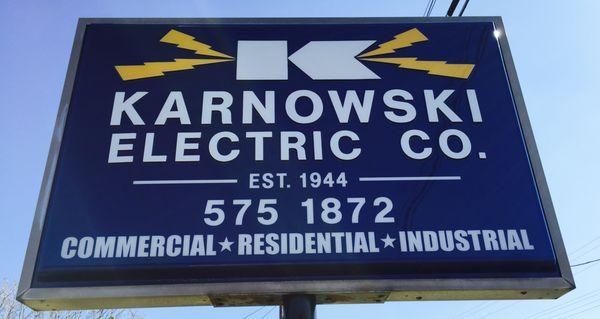 K
KARNOWSKI
ELECTRIC CO.
EST. 1944
575 1872
COMMERCIAL★RESIDENTIAL★INDUSTRIAL